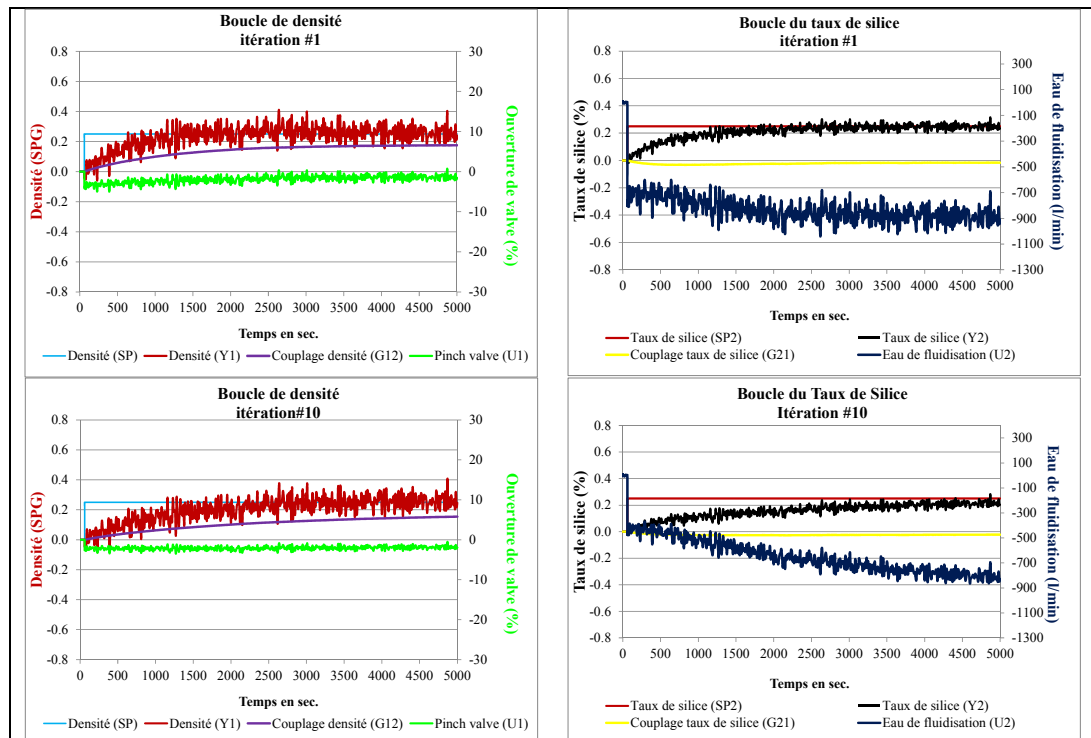 Boucle de densité
itération #1
0.8
0.6
0.4
0.2
0.0
-0.2
-0.4
-0.6
-0.8
30
20
10
0
-10
-20
-30
Densité (SPG)
Ouverture de valve (%)
0 500 1000 1500 2000 2500 3000 3500 4000 4500 5000
Temps en sec.
Densité (SP) Densité (Y1) Couplage densité (G12) Pinch valve (U1)
Boucle du taux de silice
itération #1
0.8
0.6
0.4
0.2
0.0
-0.2
-0.4
-0.6
-0.8
300
100
-100
-300
-500
-700
-900
-1100
-1300
Taux de silice (%)
Eau de fluidisation (l/min)
0 500 1000 1500 2000 2500 3000 3500 4000 4500 5000
Temps en sec.
Taux de silice (SP2) Taux de silice (Y2)
Couplage taux de silice (G21) Eau de fluidisation (U2)
Boucle de densité
itération#10
0.8
0.6
0.4
0.2
0.0
-0.2
-0.4
-0.6
-0.8
30
20
10
0
-10
-20
-30
Densité (SPG)
Ouverture de valve (%)
0 500 1000 1500 2000 2500 3000 3500 4000 4500 5000
Temps en sec.
Densité (SP) Densité (Y1) Couplage densité (G12) Pinch valve (U1)
Boucle du Taux de Silice
Itération #10
0.8
0.6
0.4
0.2
0.0
-0.2
-0.4
-0.6
-0.8
300
100
-100
-300
-500
-700
-900
-1100
-1300
Taux de silice (%)
Eau de fluidisation (l/min)
0 500 1000 1500 2000 2500 3000 3500 4000 4500 5000
Temps en sec.
Taux de silice (SP2) Taux de silice (Y2)
Couplage taux de silice (G21) Eau de fluidisation (U2)